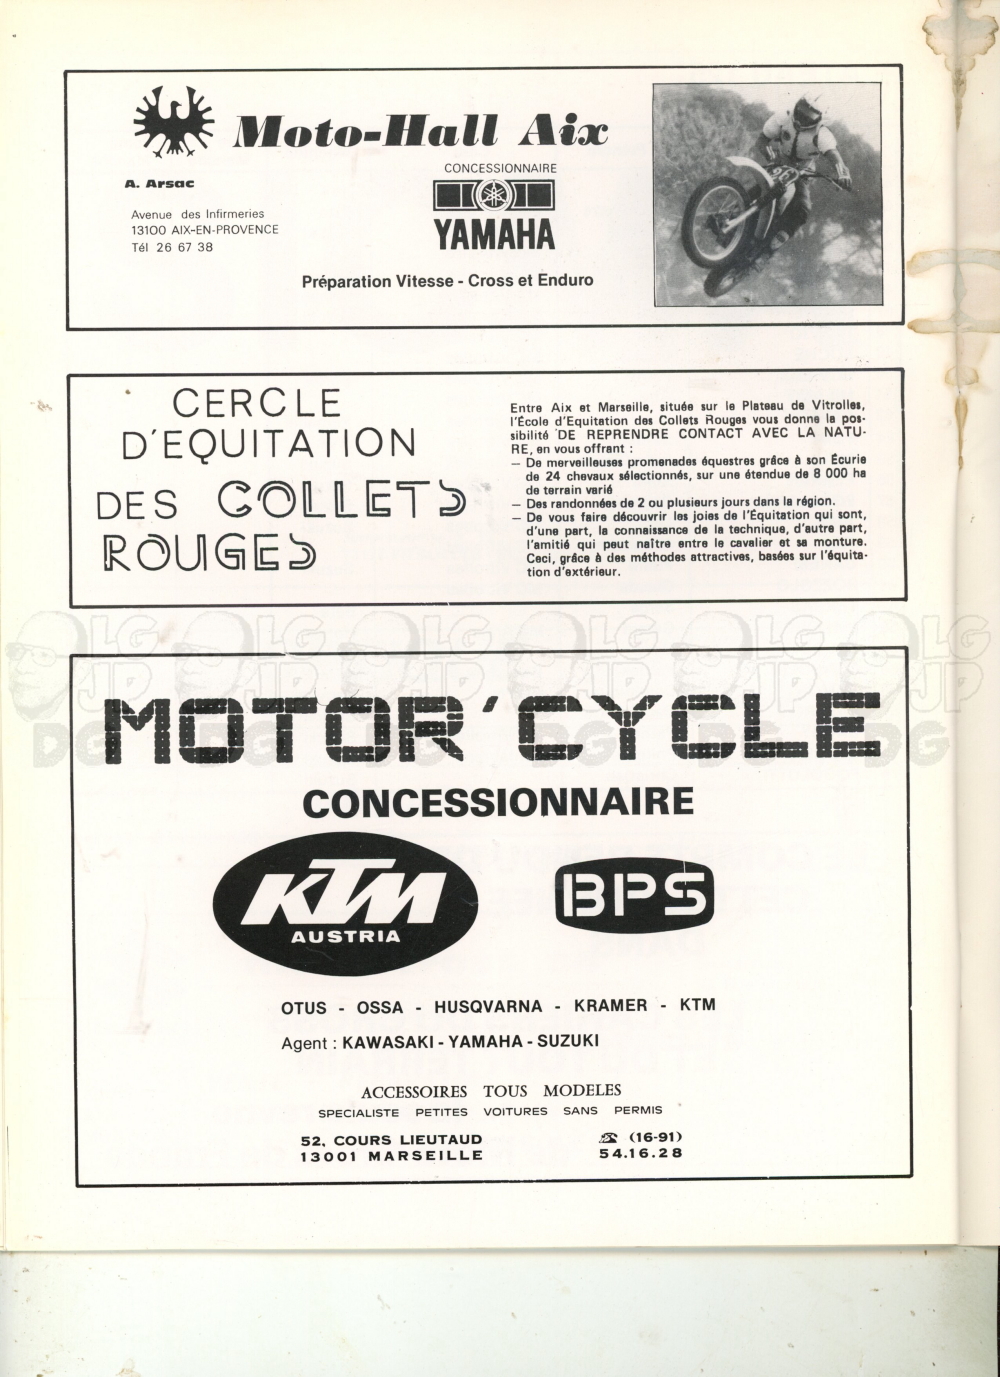 Moto-Hall Aix
A. Arsac
CONCESSIONNAIRE
YAMAHA
Avenue des Infirmeries
13100 AIX-EN-PROVENCE
Tél 26 67 38
Préparation Vitesse - Cross et Enduro
CERCLE
D'EQUITATION
DES COLLETS
ROUGES
Entre Aix et Marseille, située sur le Plateau de Vitrolles,
l'École d'Equitation des Collets Rouges vous donne la pos-
sibilité DE REPRENDRE CONTACT AVEC LA NATU-
RE, en vous offrant :
— De merveilleuses promenades équestres grâce à son Écurie
de 24 chevaux sélectionnés, sur une étendue de 8 000 ha
de terrain varié
— Des randonnées de 2 ou plusieurs jours dans la région.
— De vous faire découvrir les joies de l'Équitation qui sont,
d'une part, la connaissance de la technique, d'autre part,
l'amitié qui peut naître entre le cavalier et sa monture.
Ceci, grâce à des méthodes attractives, basées sur l'équita-
tion d'extérieur.
MOTOR'CYCLE
CONCESSIONNAIRE
KTM
AUSTRIA
BPS
OTUS - OSSA - HUSQVARNA - KRAMER - KTM
Agent : KAWASAKI - YAMAHA - SUZUKI
ACCESSOIRES TOUS MODELES
SPECIALISTE PETITES VOITURES SANS PERMIS
52, COURS LIEUTAUD
13001 MARSEILLE
☎ (16-91)
54.16.28